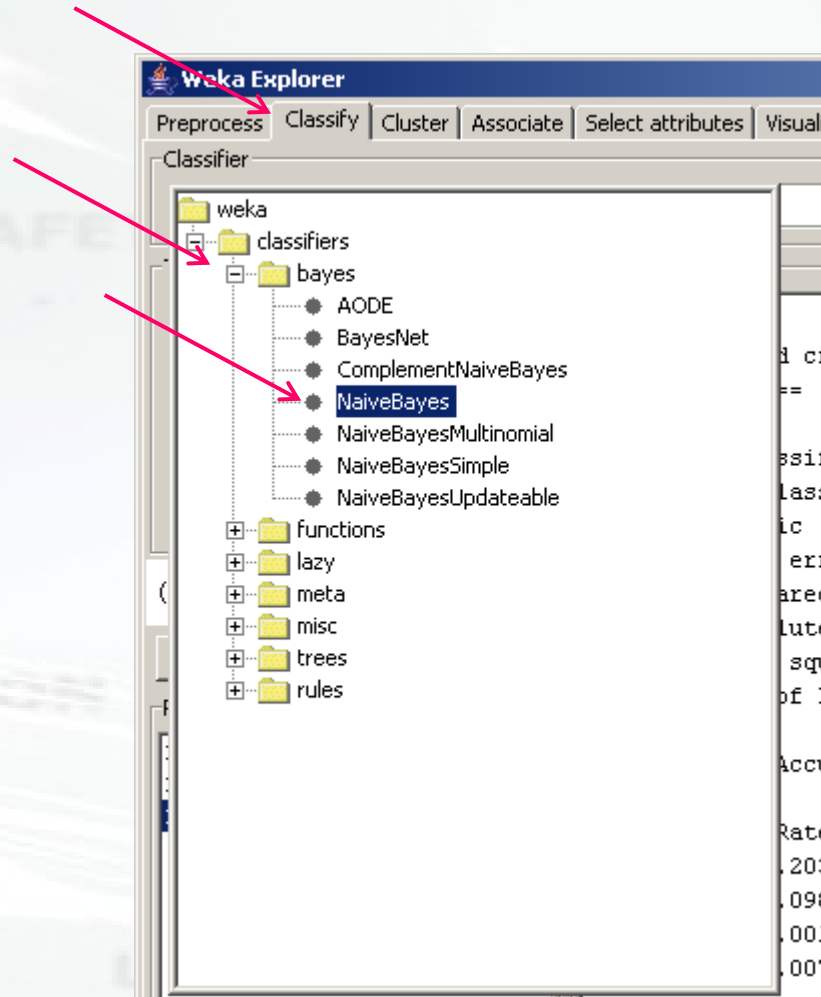 Weka Explorer
Preprocess Classify Cluster Associate Select attributes
Classifier
weka
classifiers
bayes
AODE
BayesNet
ComplementNaiveBayes
NaiveBayes
NaiveBayesMultinomial
NaiveBayesSimple
NaiveBayesUpdateable
functions
lazy
meta
misc
trees
rules